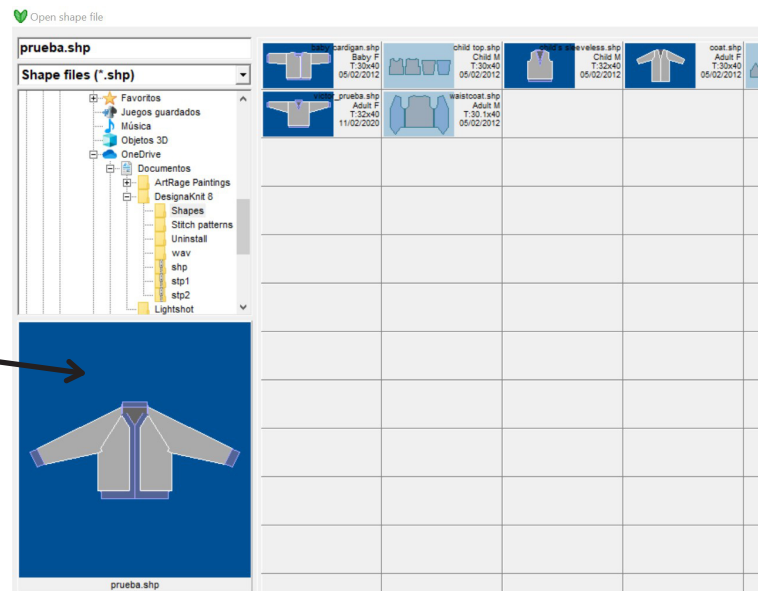 Open shape file
prueba.shp
Shape files (*.shp)
Favoritos
Juegos guardados
Música
Objetos 3D
OneDrive
Documentos
ArtRage Paintings
DesignaKnit 8
Shapes
Stitch patterns
Uninstall
wav
shp
stp1
stp2
Lightshot
prueba.shp
baby cardigan.shp
Baby F
T:30x40
05/02/2012
child top.shp
Child M
T:30x40
05/02/2012
child's sleeveless.shp
Child M
T:32x40
05/02/2012
coat.shp
Adult F
T:30x40
05/02/2012
victor_prueba.shp
Adult F
T:32x40
11/02/2020
waistcoat.shp
Adult M
T:30.1x40
05/02/2012